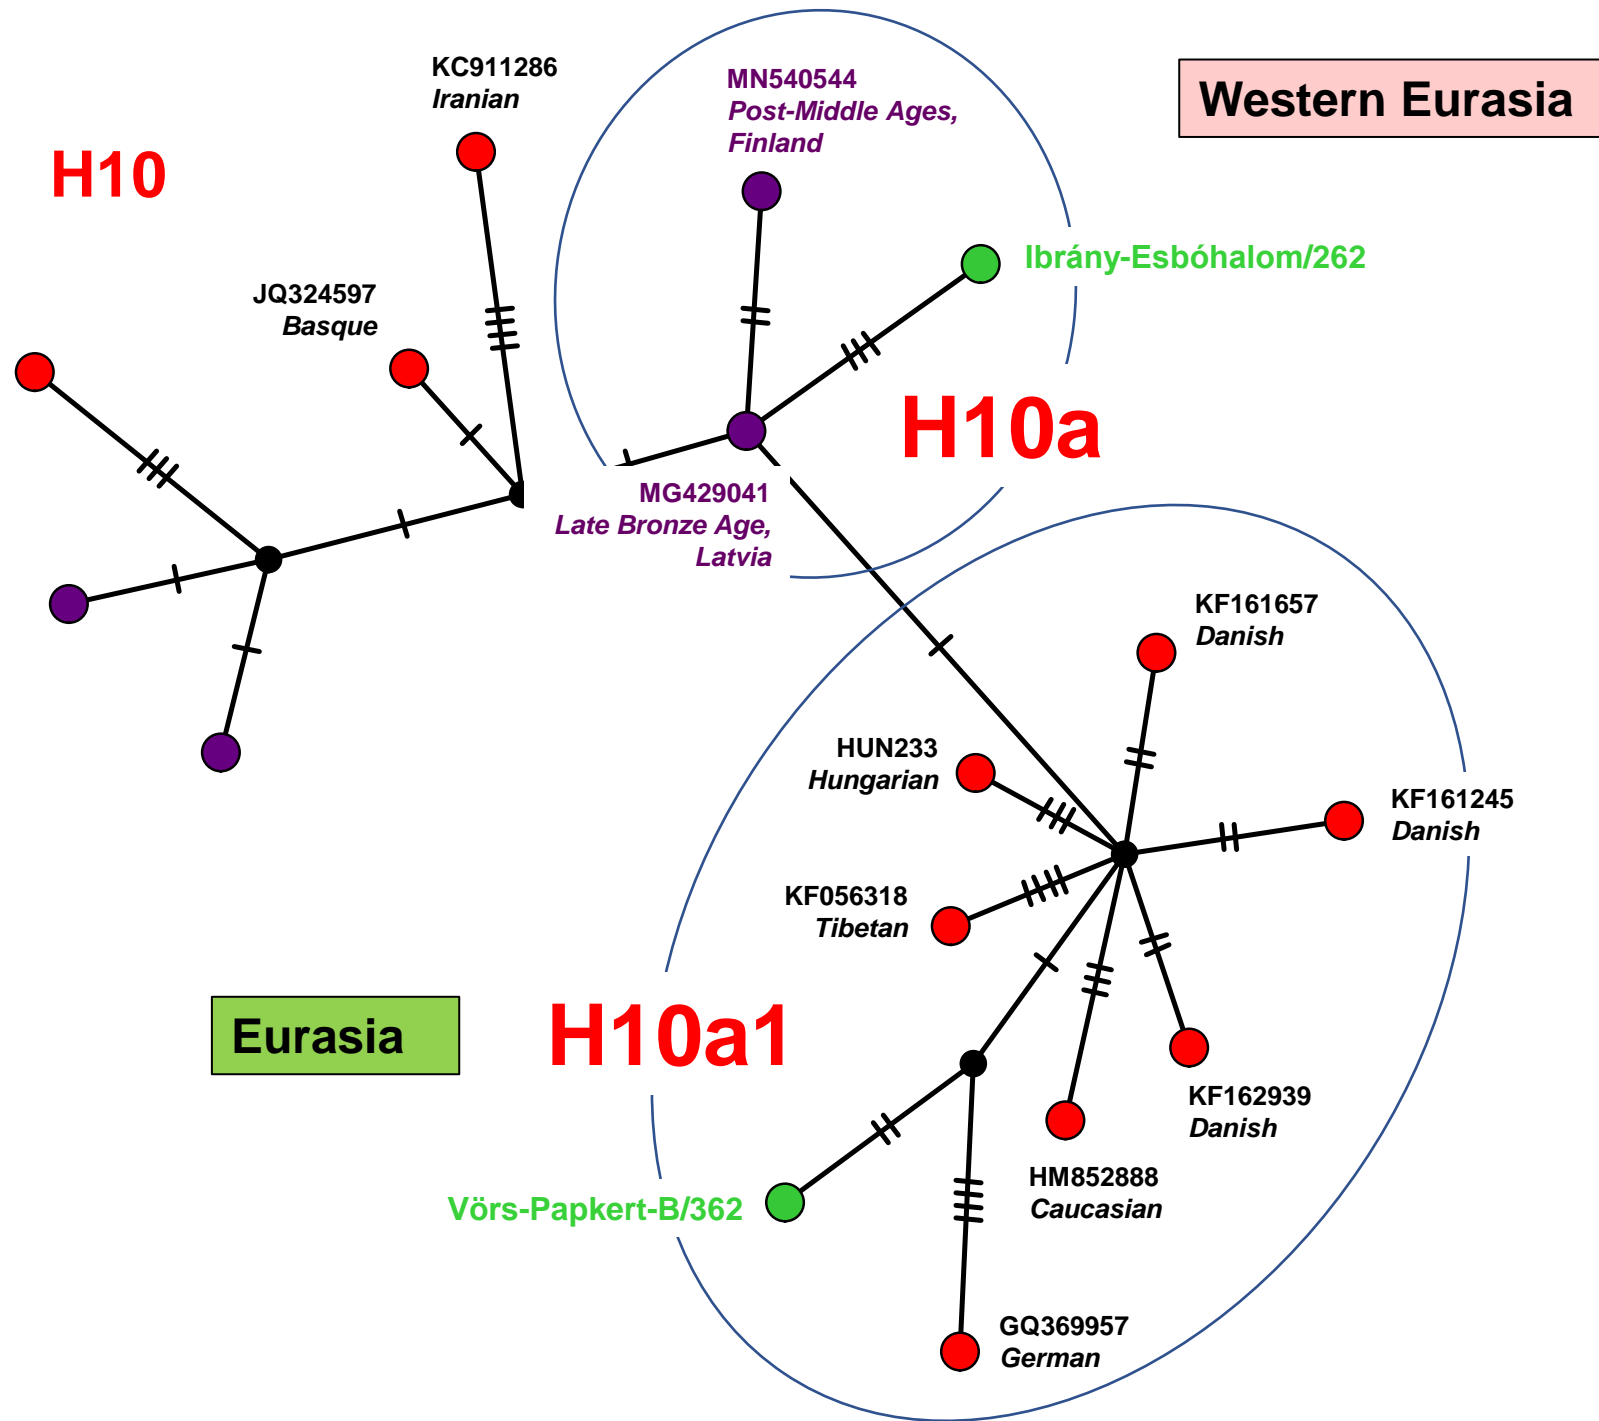 KC911286
Iranian
MN540544
Post-Middle Ages,
Finland
Western Eurasia
H10
Ibrány-Esbóhalom/262
JQ324597
Basque
H10a
MG429041
Late Bronze Age,
Latvia
KF161657
Danish
HUN233
Hungarian
KF161245
Danish
KF056318
Tibetan
Eurasia
H10a1
KF162939
Danish
HM852888
Caucasian
Vörs-Papkert-B/362
GQ369957
German